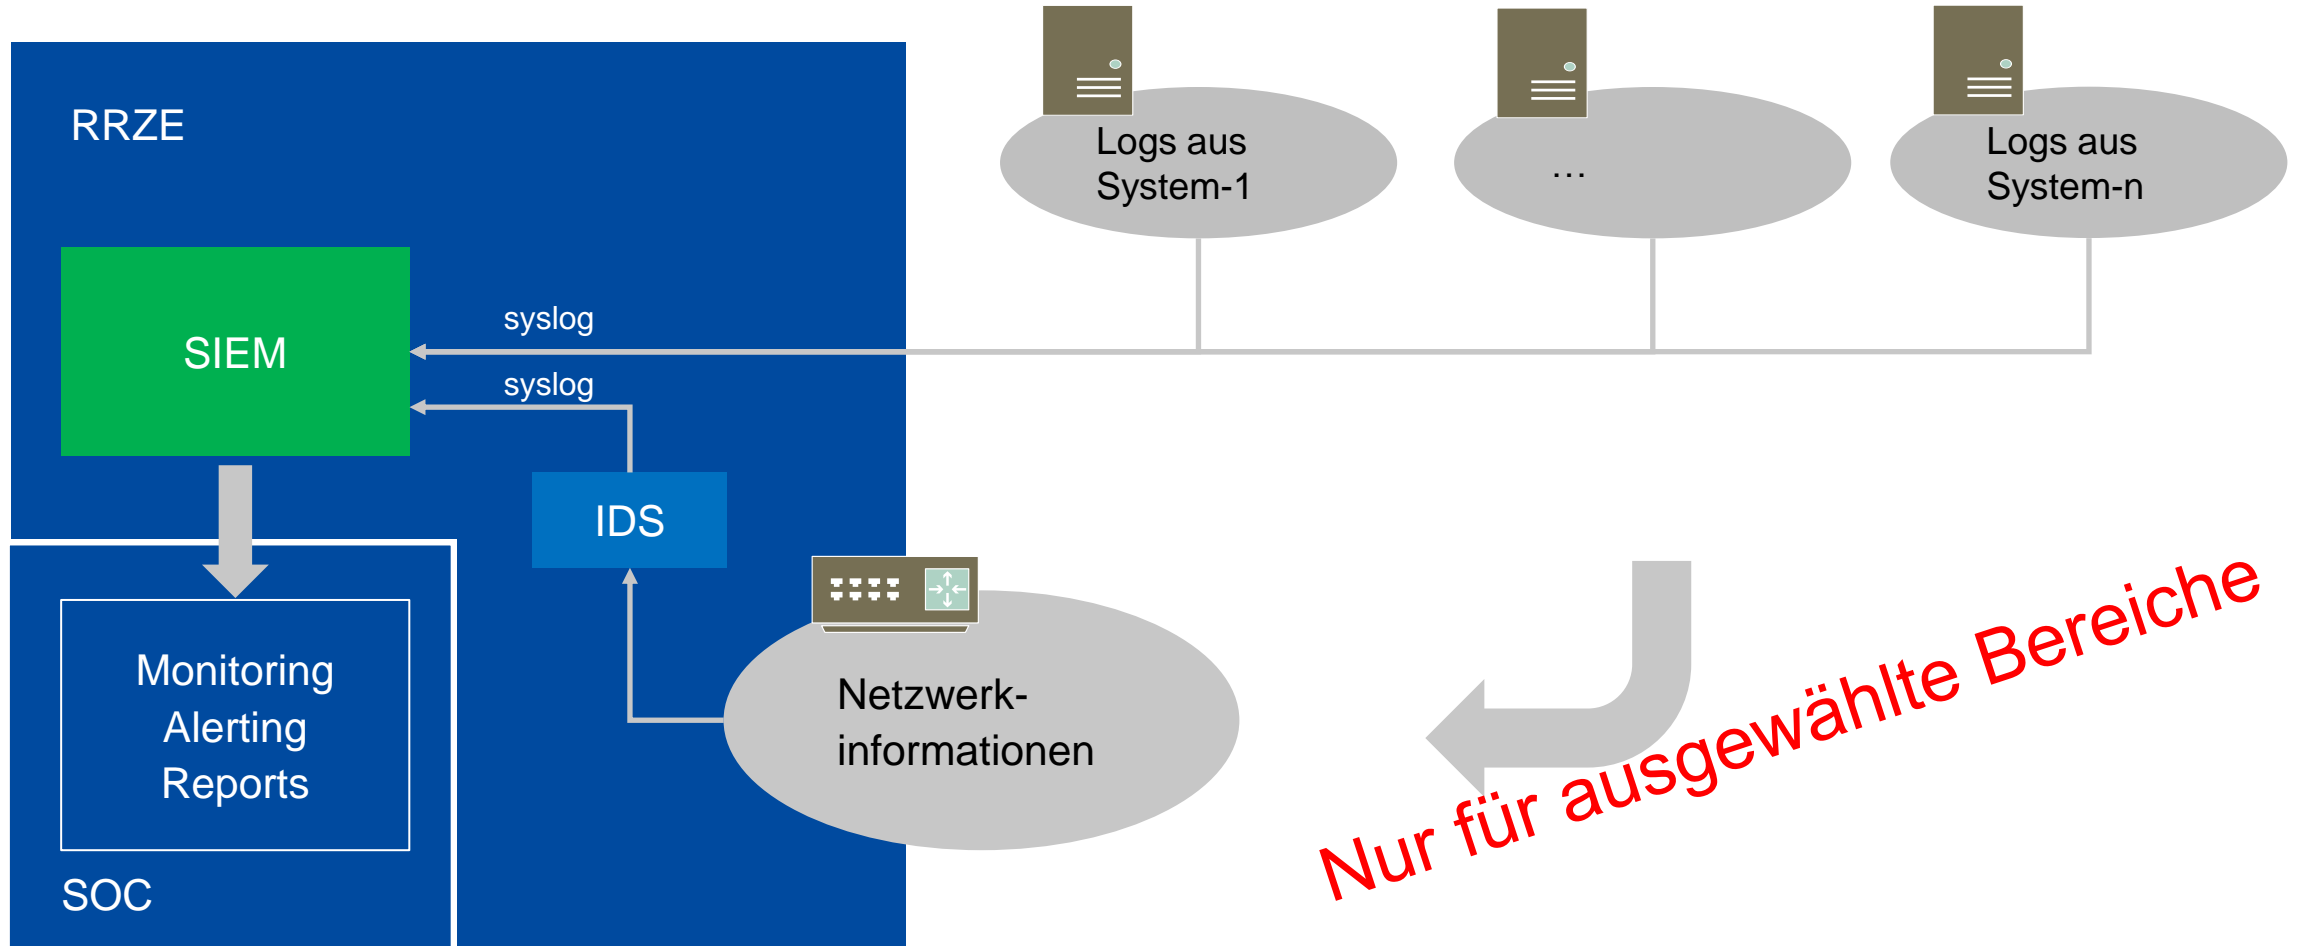 RRZE
Logs aus
System-1
…
Logs aus
System-n
syslog
SIEM
syslog
IDS
Monitoring
Alerting
Reports
Netzwerk-
informationen
Nur für ausgewählte Bereiche
SOC